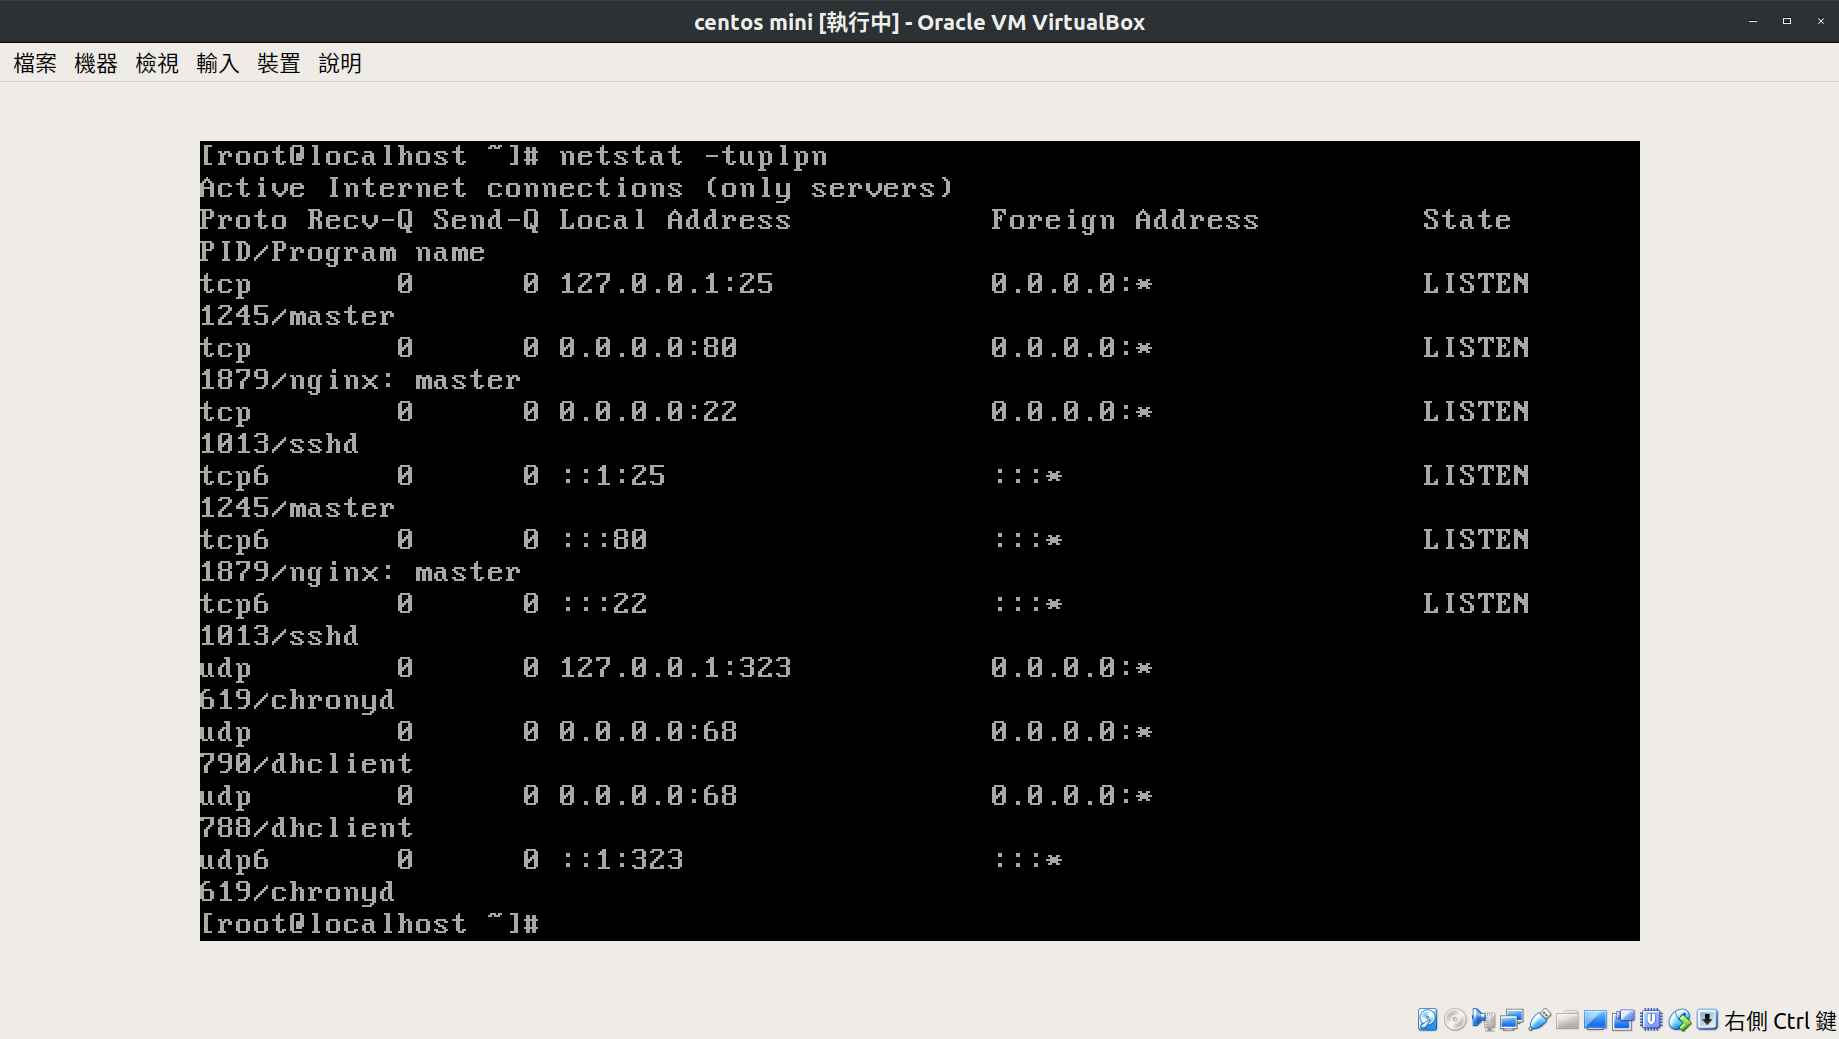 centos mini [執行中] - Oracle VM VirtualBox
檔案 機器 檢視 輸入 裝置 說明
[root@localhost ~]# netstat -tuplpn
Active Internet connections (only servers)
Proto Recv-Q Send-Q Local Address           Foreign Address         State
PID/Program name
tcp        0      0 127.0.0.1:25            0.0.0.0:*               LISTEN
1245/master
tcp        0      0 0.0.0.0:80              0.0.0.0:*               LISTEN
1879/nginx: master
tcp        0      0 0.0.0.0:22              0.0.0.0:*               LISTEN
1013/sshd
tcp6       0      0 ::1:25                  :::*                    LISTEN
1245/master
tcp6       0      0 :::80                   :::*                    LISTEN
1879/nginx: master
tcp6       0      0 :::22                   :::*                    LISTEN
1013/sshd
udp        0      0 127.0.0.1:323           0.0.0.0:*
619/chronyd
udp        0      0 0.0.0.0:68              0.0.0.0:*
790/dhclient
udp        0      0 0.0.0.0:68              0.0.0.0:*
788/dhclient
udp6       0      0 ::1:323                 :::*
619/chronyd
[root@localhost ~]#
右側 Ctrl 鍵